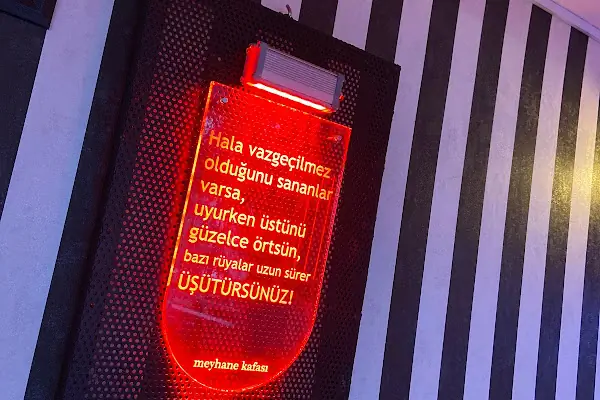 Hala vazgeçilmez
olduğunu sananlar
varsa,
uyurken üstünü
güzelce örtsün,
bazı rüyalar uzun sürer
ÜŞÜTÜRSÜNÜZ!
meyhane kafası